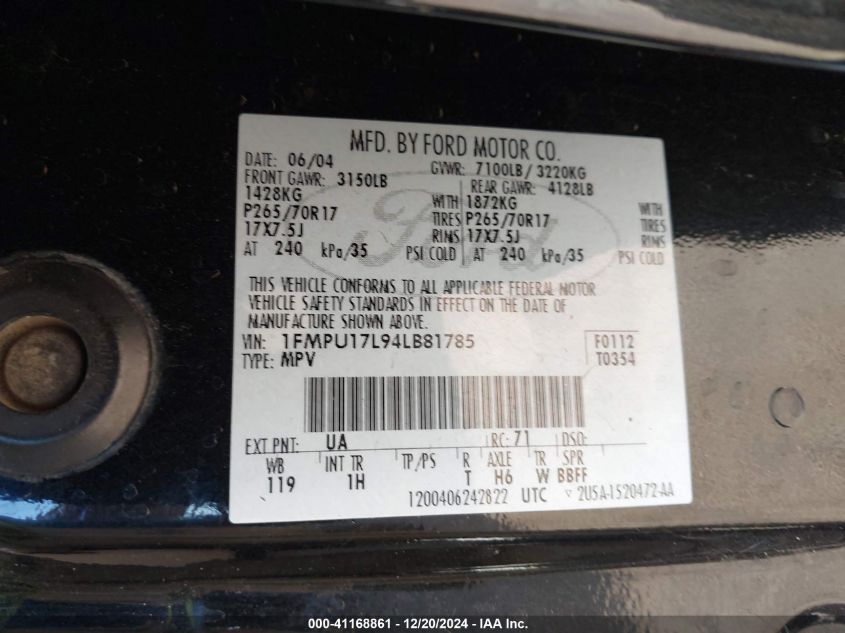 MFD. BY FORD MOTOR CO.
DATE: 06/04 GVWR: 7100LB / 3220KG
FRONT GAWR: 3150LB REAR GAWR: 4128LB
1428KG WITH 1872KG WITH
P265/70R17 TIRES P265/70R17 TIRES
17X7.5J RIMS 17X7.5J RIMS
AT 240 kPa/35 PSI COLD AT 240 kPa/35 PSI COLD
Ford
THIS VEHICLE CONFORMS TO ALL APPLICABLE FEDERAL MOTOR
VEHICLE SAFETY STANDARDS IN EFFECT ON THE DATE OF
MANUFACTURE SHOWN ABOVE.
VIN: 1FMPU17L94LB81785 F0112
TYPE: MPV T0354
EXT PNT: UA RC: 71 DSO:
WB INT TR TP/PS R AXLE TR SPR
119 1H T H6 W BBFF
1200406242822 UTC 2U5A-1520472-AA
000-41168861 - 12/20/2024 - IAA Inc.